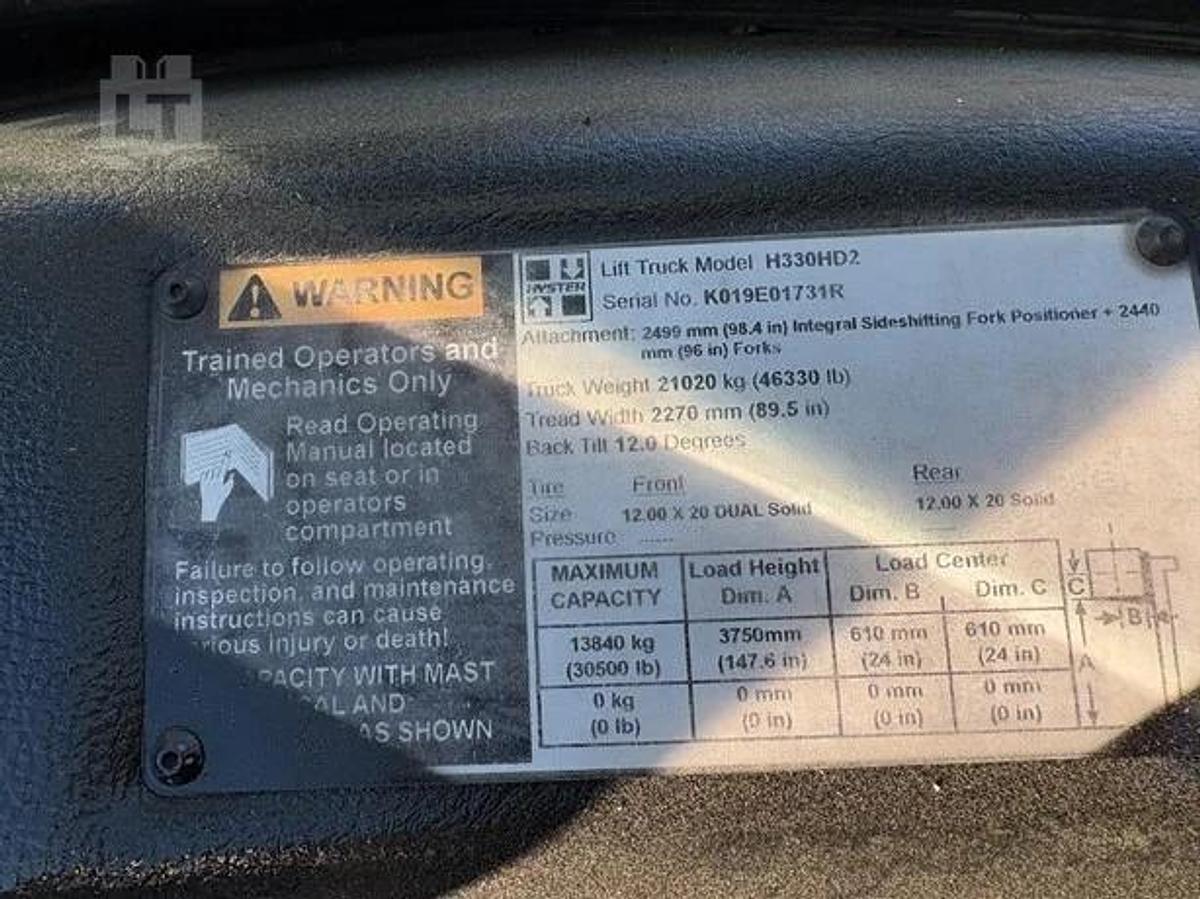 LT
WARNING
Trained Operators and
Mechanics Only
Read Operating
Manual located
on seat or in
operators
compartment
Failure to follow operating,
inspection, and maintenance
instructions can cause
rious injury or death!
PACITY WITH MAST
AL AND
AS SHOWN
HYSTER
Lift Truck Model H330HD2
Serial No. K019E01731R
Attachment: 2499 mm (98.4 in) Integral Sideshifting Fork Positioner + 2440
mm (96 in) Forks
Truck Weight 21020 kg (46330 lb)
Tread Width 2270 mm (89.5 in)
Back Tilt 12.0 Degrees
Tire Front Rear
Size 12.00 X 20 DUAL Solid 12.00 X 20 Solid
Pressure ......
MAXIMUM CAPACITY Load Height Dim. A Load Center Dim. B Dim. C
13840 kg 3750mm 610 mm 610 mm
(30500 lb) (147.6 in) (24 in) (24 in)
0 kg 0 mm 0 mm 0 mm
(0 lb) (0 in) (0 in) (0 in)
C
B
A